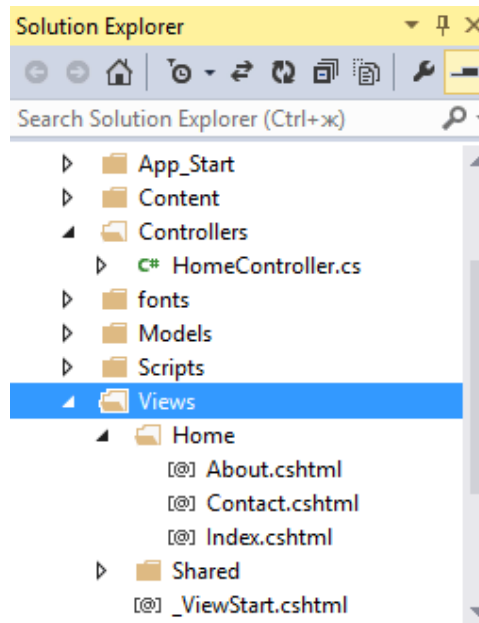 Solution Explorer
Search Solution Explorer (Ctrl+ж)
App_Start
Content
Controllers
C# HomeController.cs
fonts
Models
Scripts
Views
Home
[@] About.cshtml
[@] Contact.cshtml
[@] Index.cshtml
Shared
[@] _ViewStart.cshtml